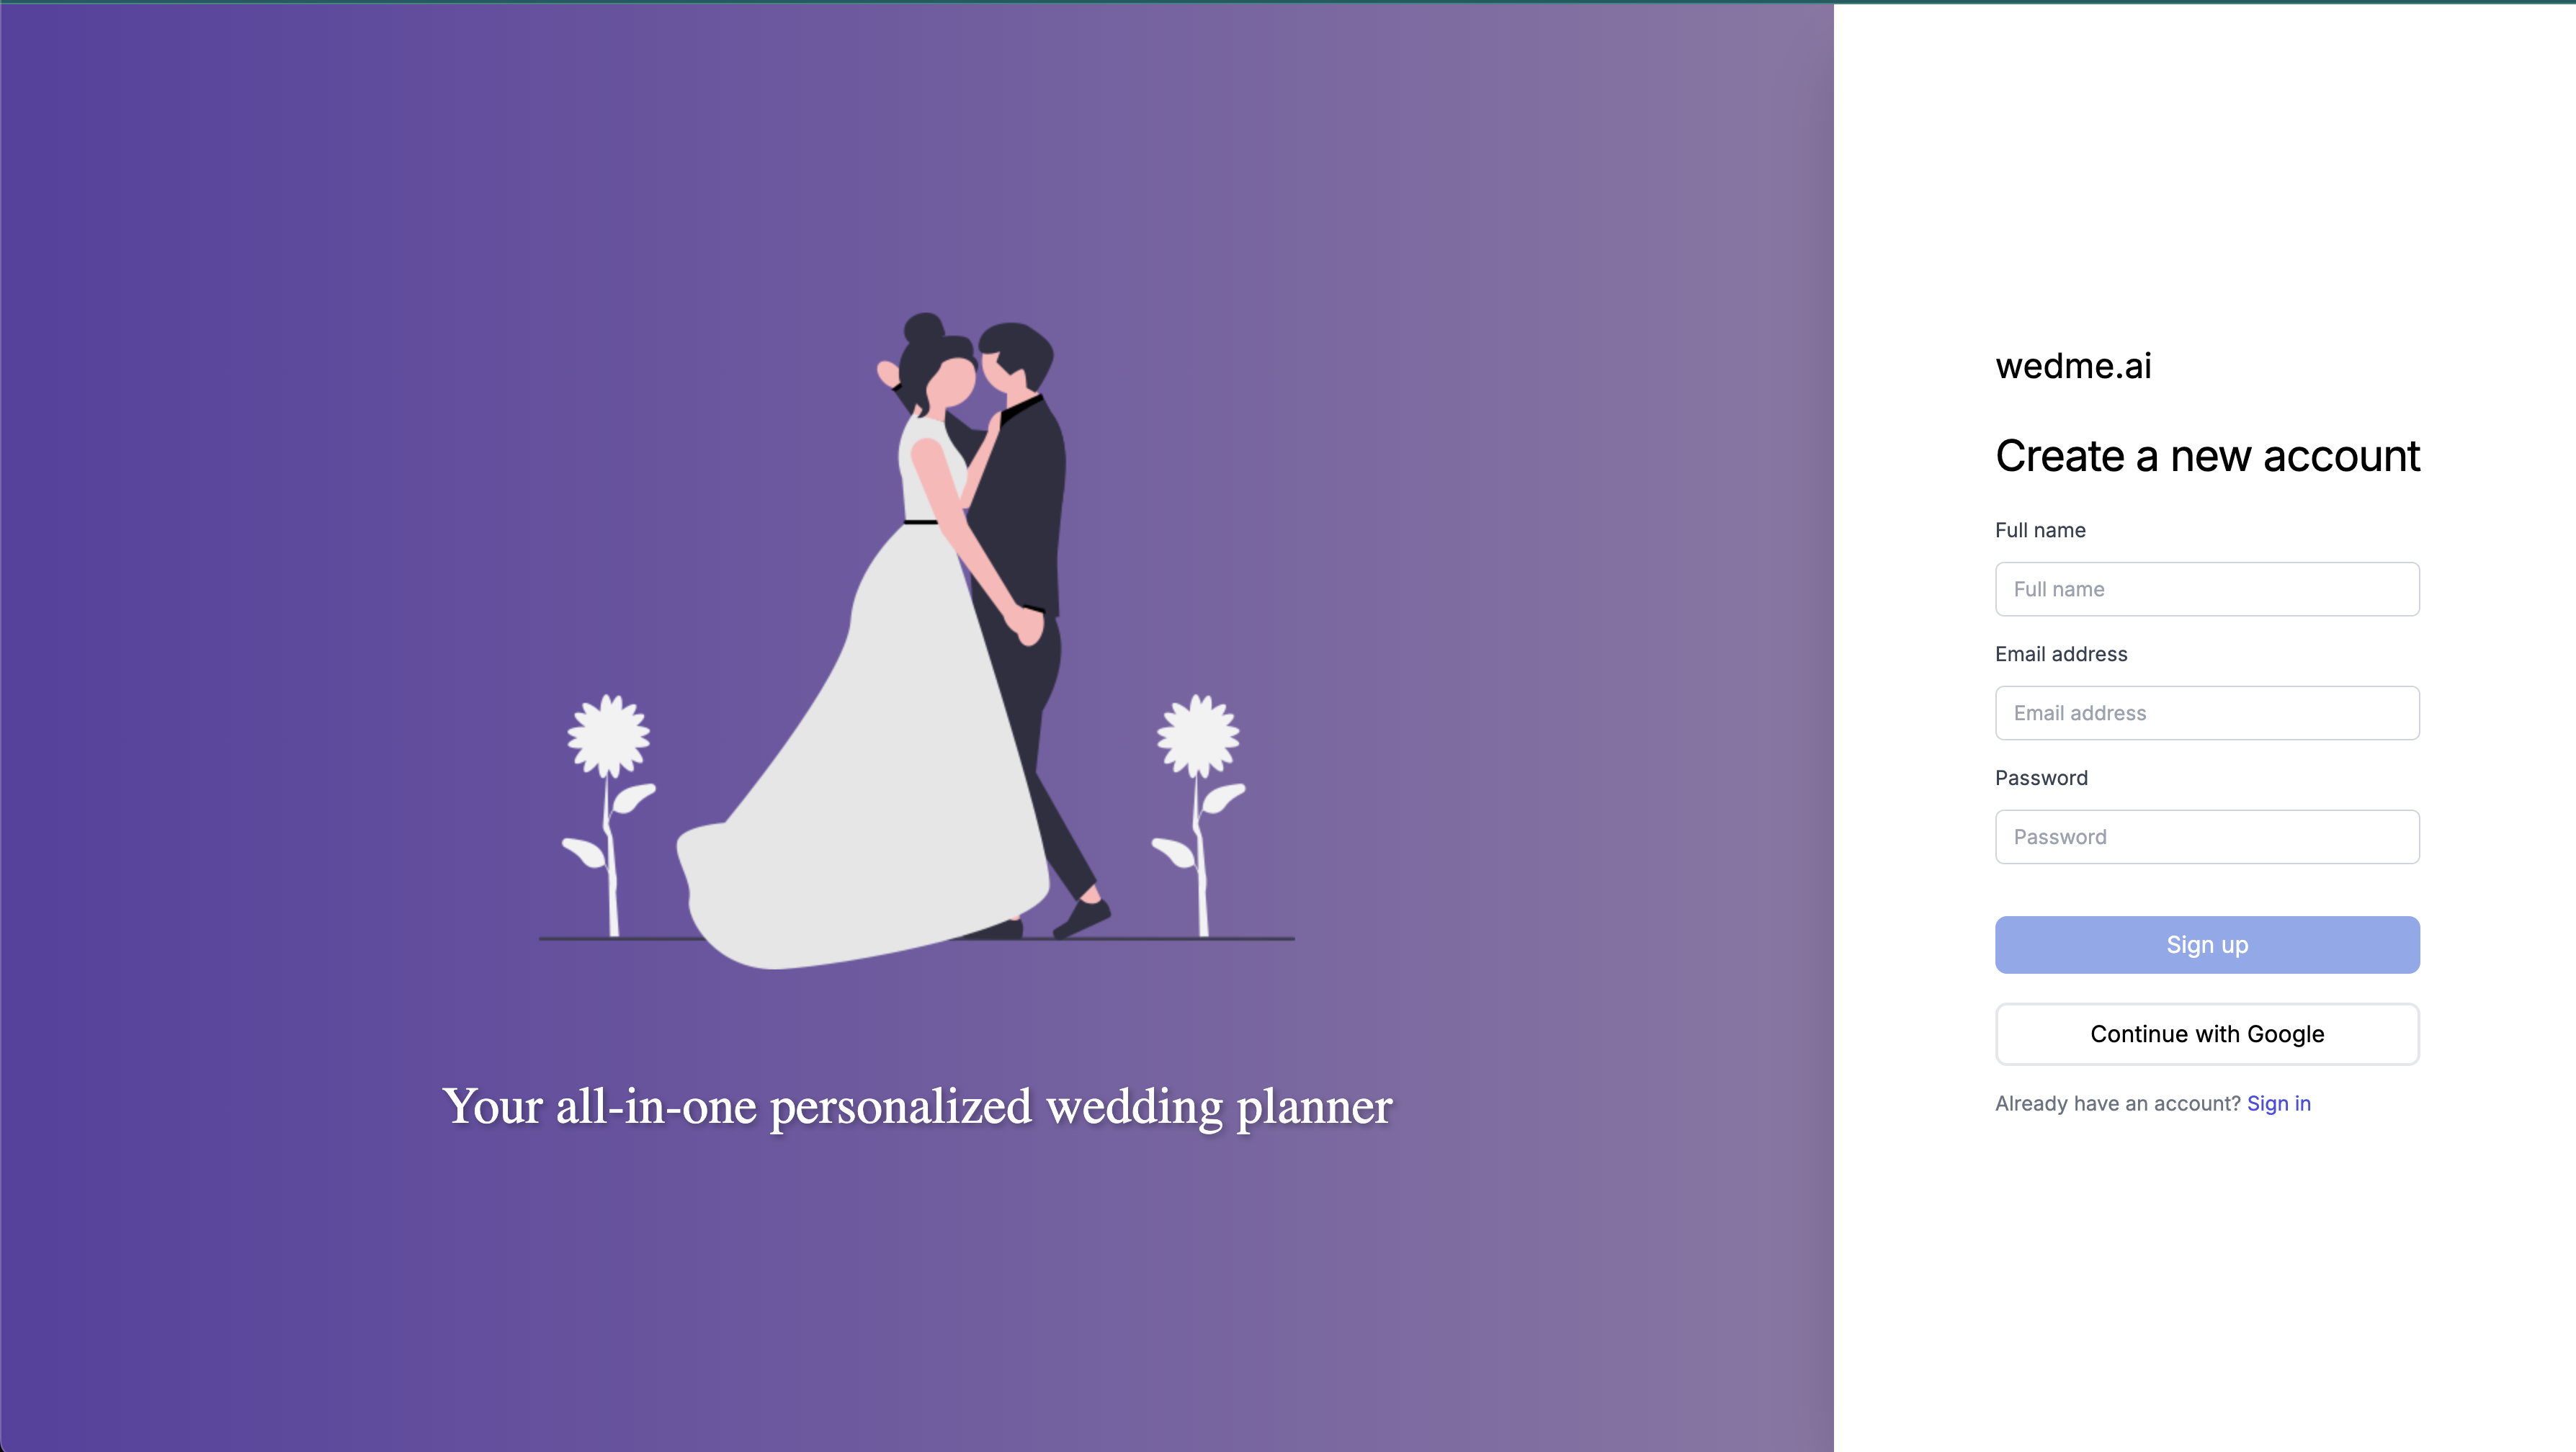 Your all-in-one personalized wedding planner
wedme.ai
Create a new account
Full name
Full name
Email address
Email address
Password
Password
Sign up
Continue with Google
Already have an account? Sign in